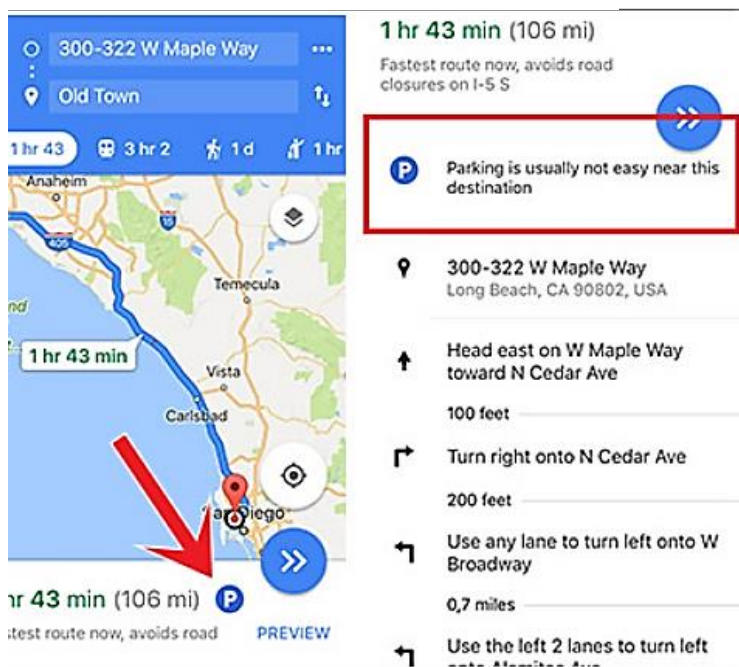 300-322 W Maple Way
Old Town
1 hr 43
3 hr 2
1 d
1 hr
Anaheim
15
405
Temecula
nd
1 hr 43 min
Vista
Carlsbad
San Diego
hr 43 min (106 mi) P
stest route now, avoids road
PREVIEW
1 hr 43 min (106 mi)
Fastest route now, avoids road
closures on I-5 S
P
Parking is usually not easy near this
destination
300-322 W Maple Way
Long Beach, CA 90802, USA
Head east on W Maple Way
toward N Cedar Ave
100 feet
Turn right onto N Cedar Ave
200 feet
Use any lane to turn left onto W
Broadway
0,7 miles
Use the left 2 lanes to turn left
onto Alamitos Ave